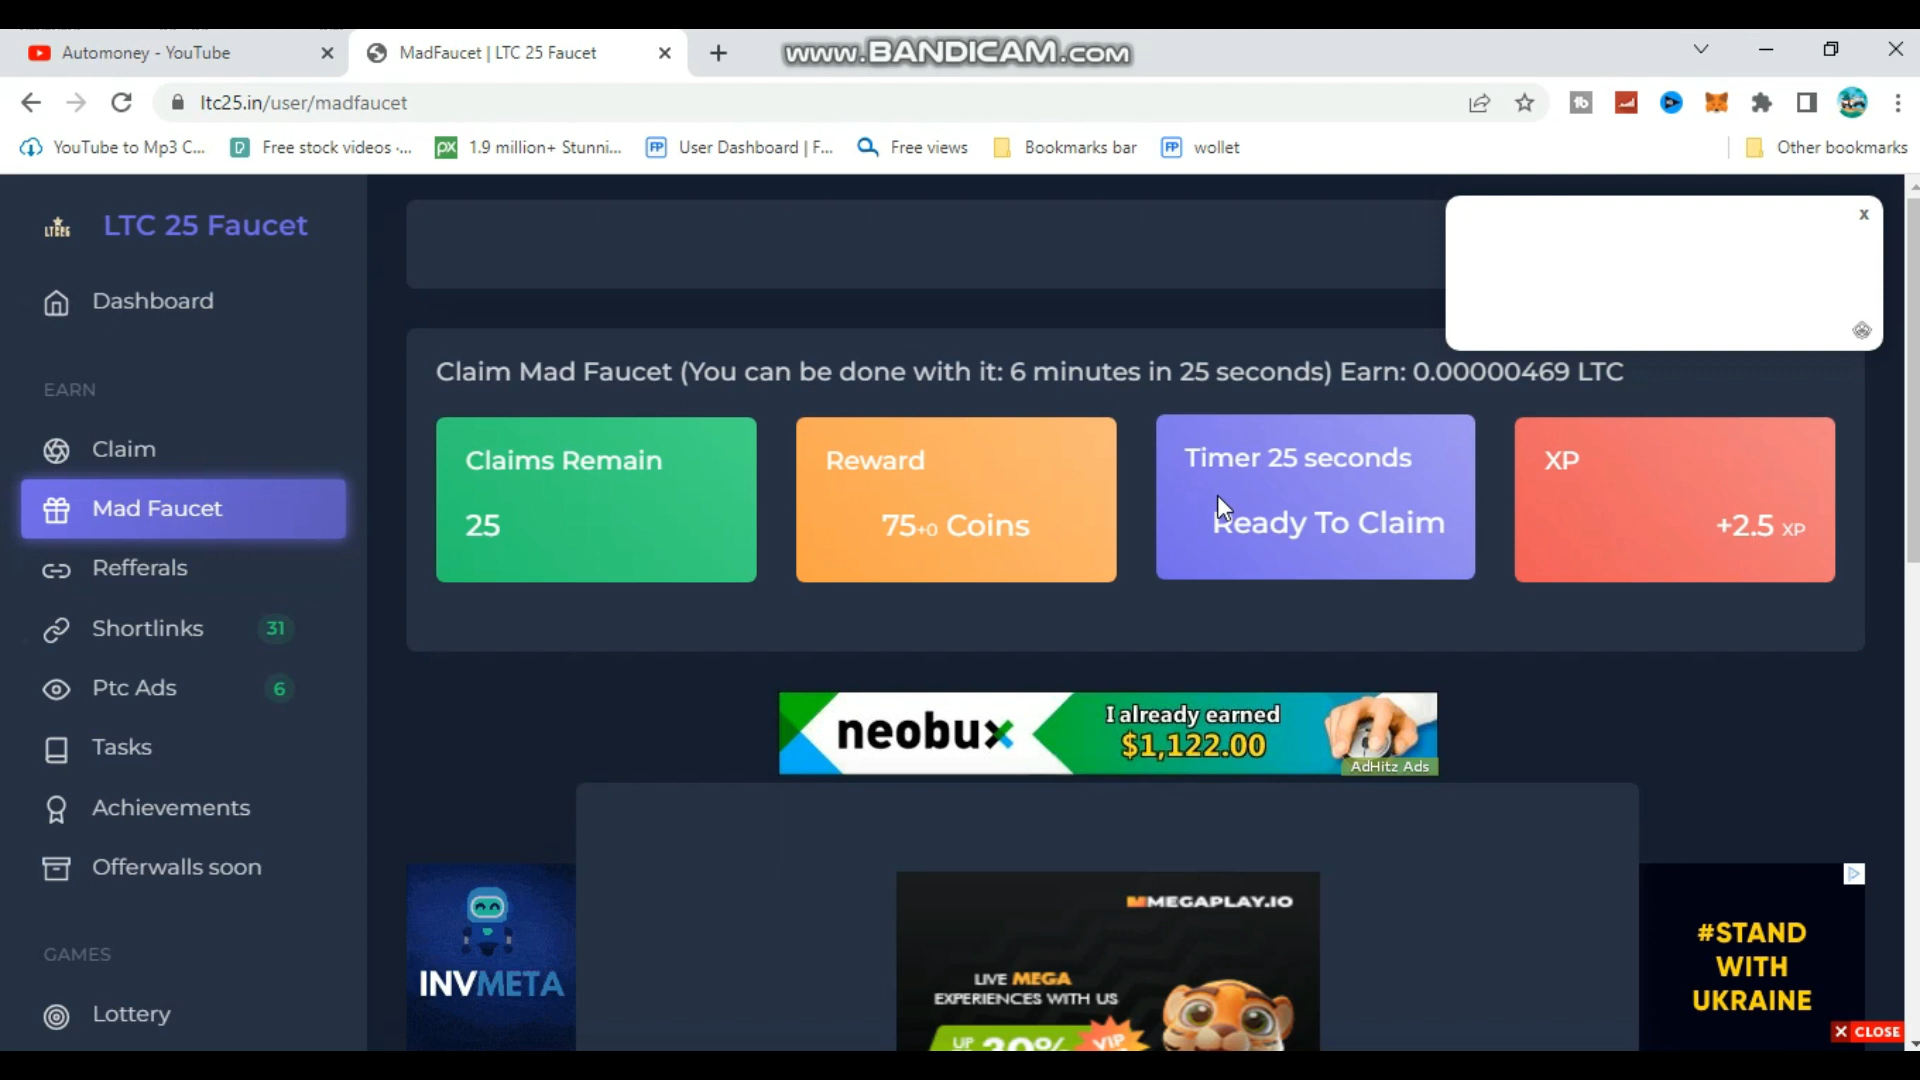 Automoney - YouTube
MadFaucet | LTC 25 Faucet
www.BANDICAM.com
ltc25.in/user/madfaucet
YouTube to Mp3 C...
Free stock videos ·...
1.9 million+ Stunni...
User Dashboard | F...
Free views
Bookmarks bar
wollet
Other bookmarks
LTC 25 Faucet
Dashboard
EARN
Claim
Mad Faucet
Refferals
Shortlinks 31
Ptc Ads 6
Tasks
Achievements
Offerwalls soon
GAMES
Lottery
x
Claim Mad Faucet (You can be done with it: 6 minutes in 25 seconds) Earn: 0.00000469 LTC
Claims Remain
25
Reward
75+0 Coins
Timer 25 seconds
Ready To Claim
XP
+2.5 XP
neobux
I already earned
$1,122.00
AdHitz Ads
INVMETA
MEGAPLAY.IO
LIVE MEGA
EXPERIENCES WITH US
UP
VIP
#STAND
WITH
UKRAINE
CLOSE